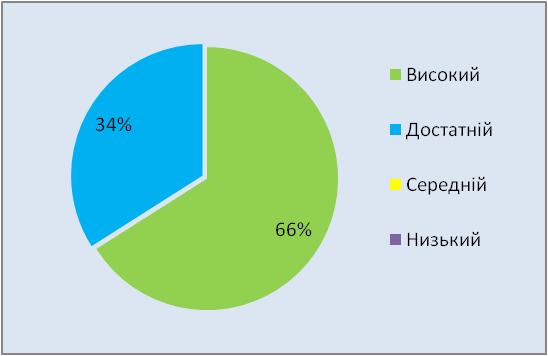 34%
66%
Високий
Достатній
Середній
Низький